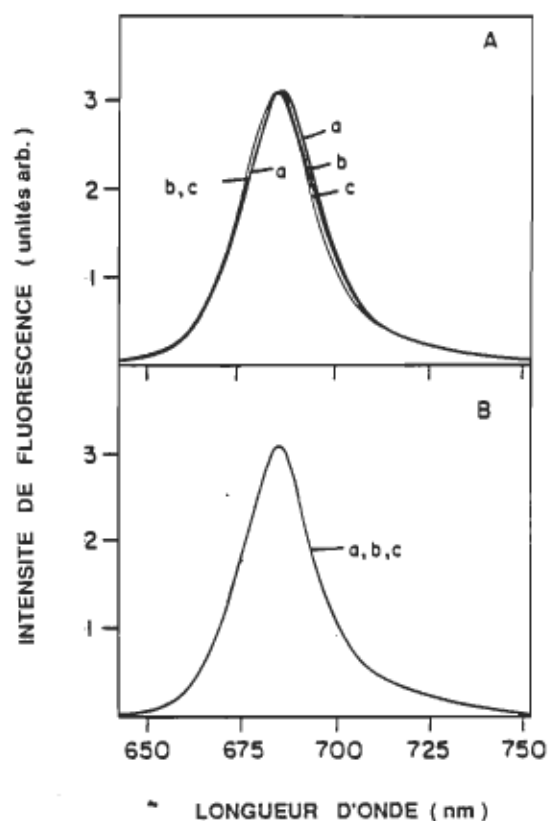 INTENSITE DE FLUORESCENCE (unités arb.)
A
3
2
1
a
b
c
b,c
a
B
3
2
1
a,b,c
650 675 700 725 750
LONGUEUR D'ONDE (nm)